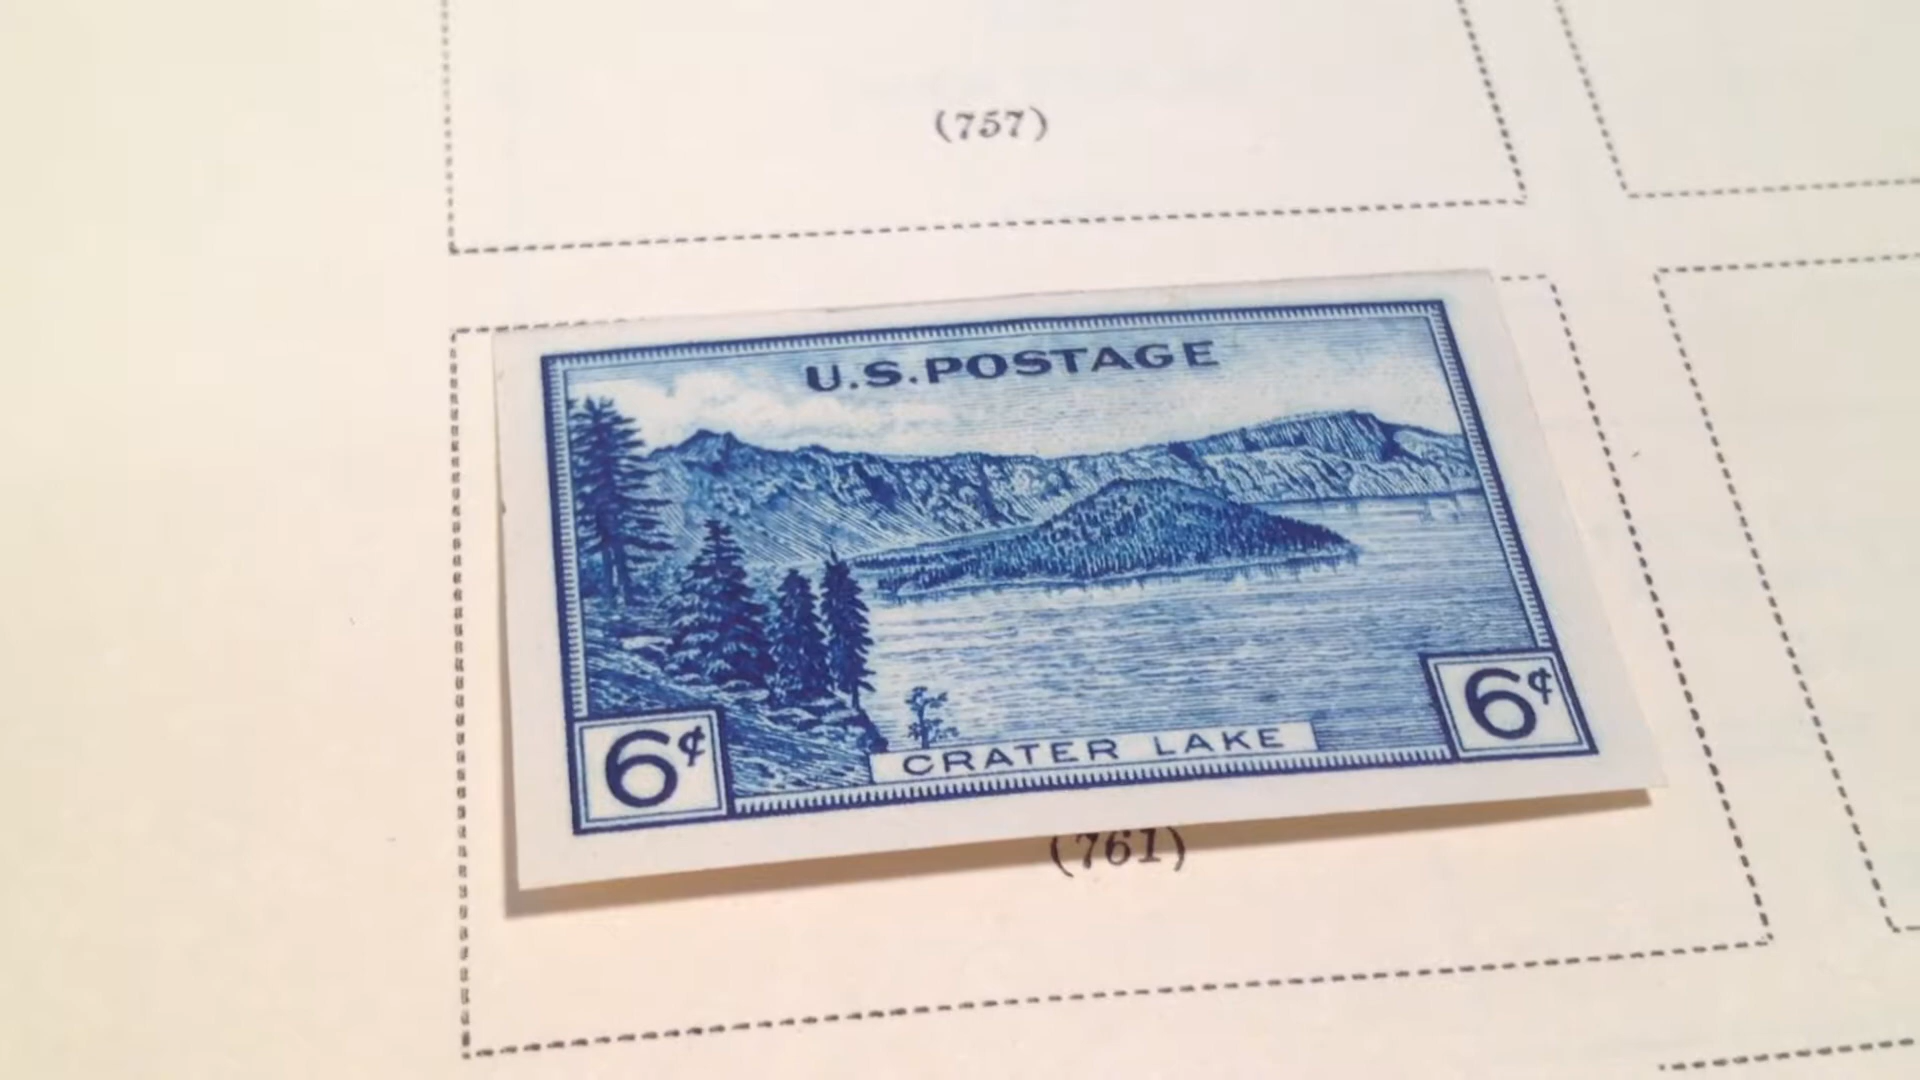 (757)
U.S. POSTAGE
6¢
CRATER LAKE
6¢
(761)